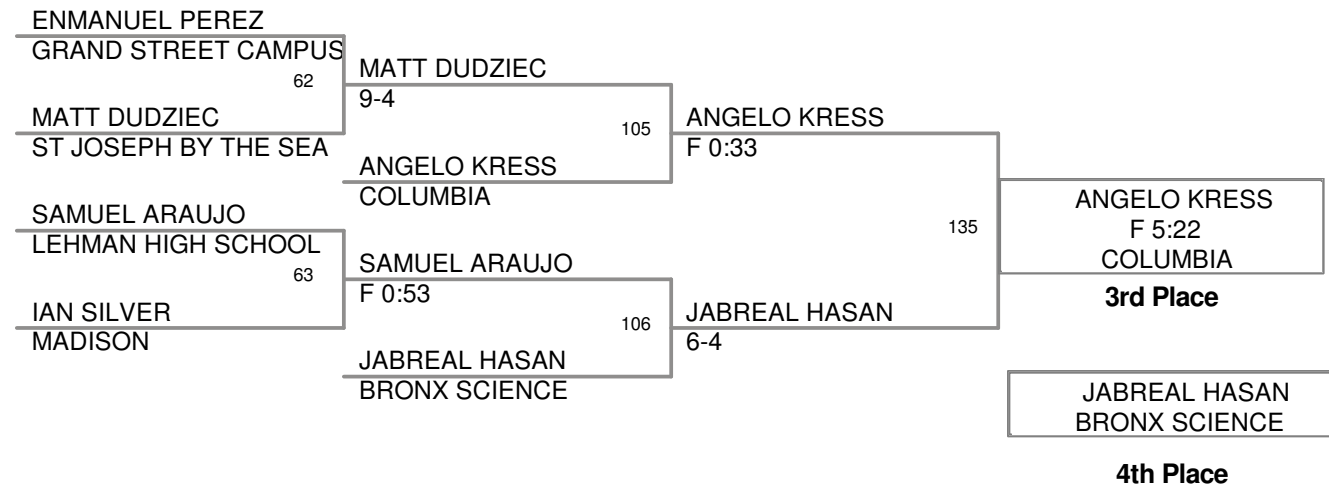 ENMANUEL PEREZ
GRAND STREET CAMPUS
62
MATT DUDZIEC
ST JOSEPH BY THE SEA
SAMUEL ARAUJO
LEHMAN HIGH SCHOOL
63
IAN SILVER
MADISON
MATT DUDZIEC
9-4
105
ANGELO KRESS
COLUMBIA
SAMUEL ARAUJO
F 0:53
106
JABREAL HASAN
BRONX SCIENCE
ANGELO KRESS
F 0:33
135
JABREAL HASAN
6-4
ANGELO KRESS
F 5:22
COLUMBIA
3rd Place
JABREAL HASAN
BRONX SCIENCE
4th Place